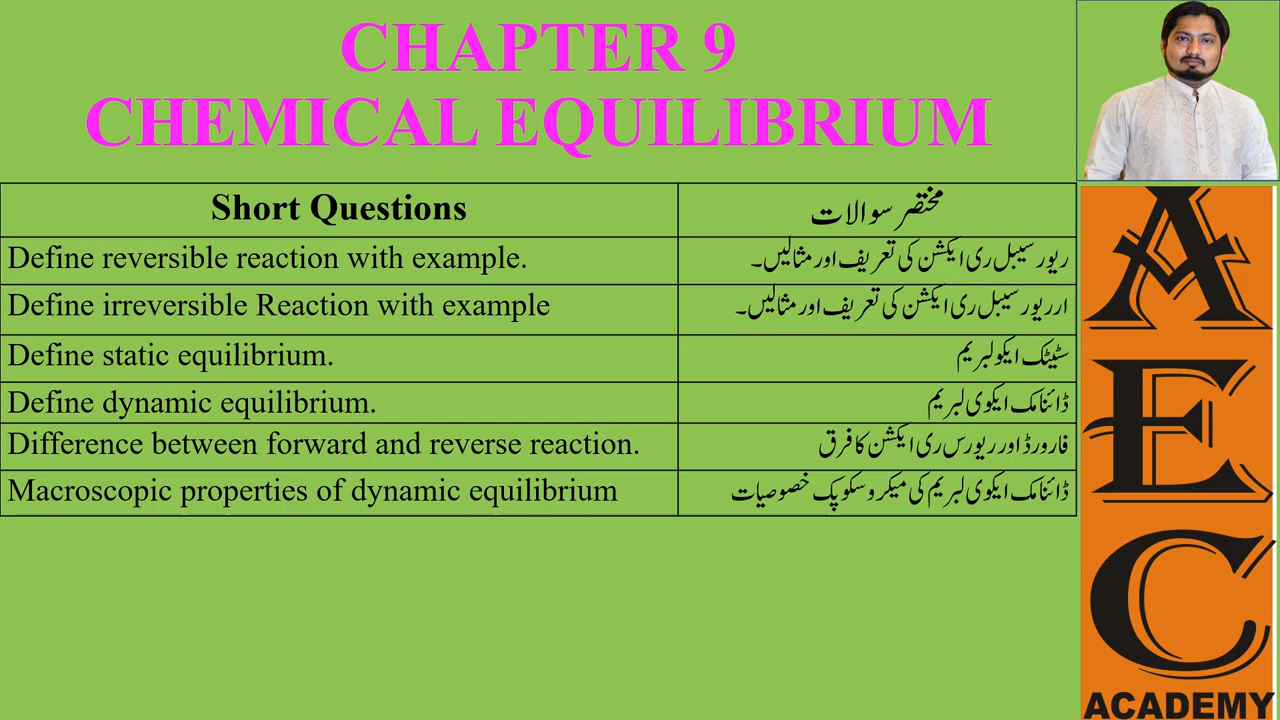 CHAPTER 9
CHEMICAL EQUILIBRIUM
Short Questions
مختصر سوالات
Define reversible reaction with example.
ریورسیبل ری ایکشن کی تعریف اور مثالیں۔
Define irreversible Reaction with example
ارریورسیبل ری ایکشن کی تعریف اور مثالیں۔
Define static equilibrium.
سٹیٹک ایکولبریم
Define dynamic equilibrium.
ڈائنامک ایکوی لبریم
Difference between forward and reverse reaction.
فارورڈ اور ریورس ری ایکشن کا فرق
Macroscopic properties of dynamic equilibrium
ڈائنامک ایکوی لبریم کی میکروسکوپک خصوصیات
A
E
C
ACADEMY